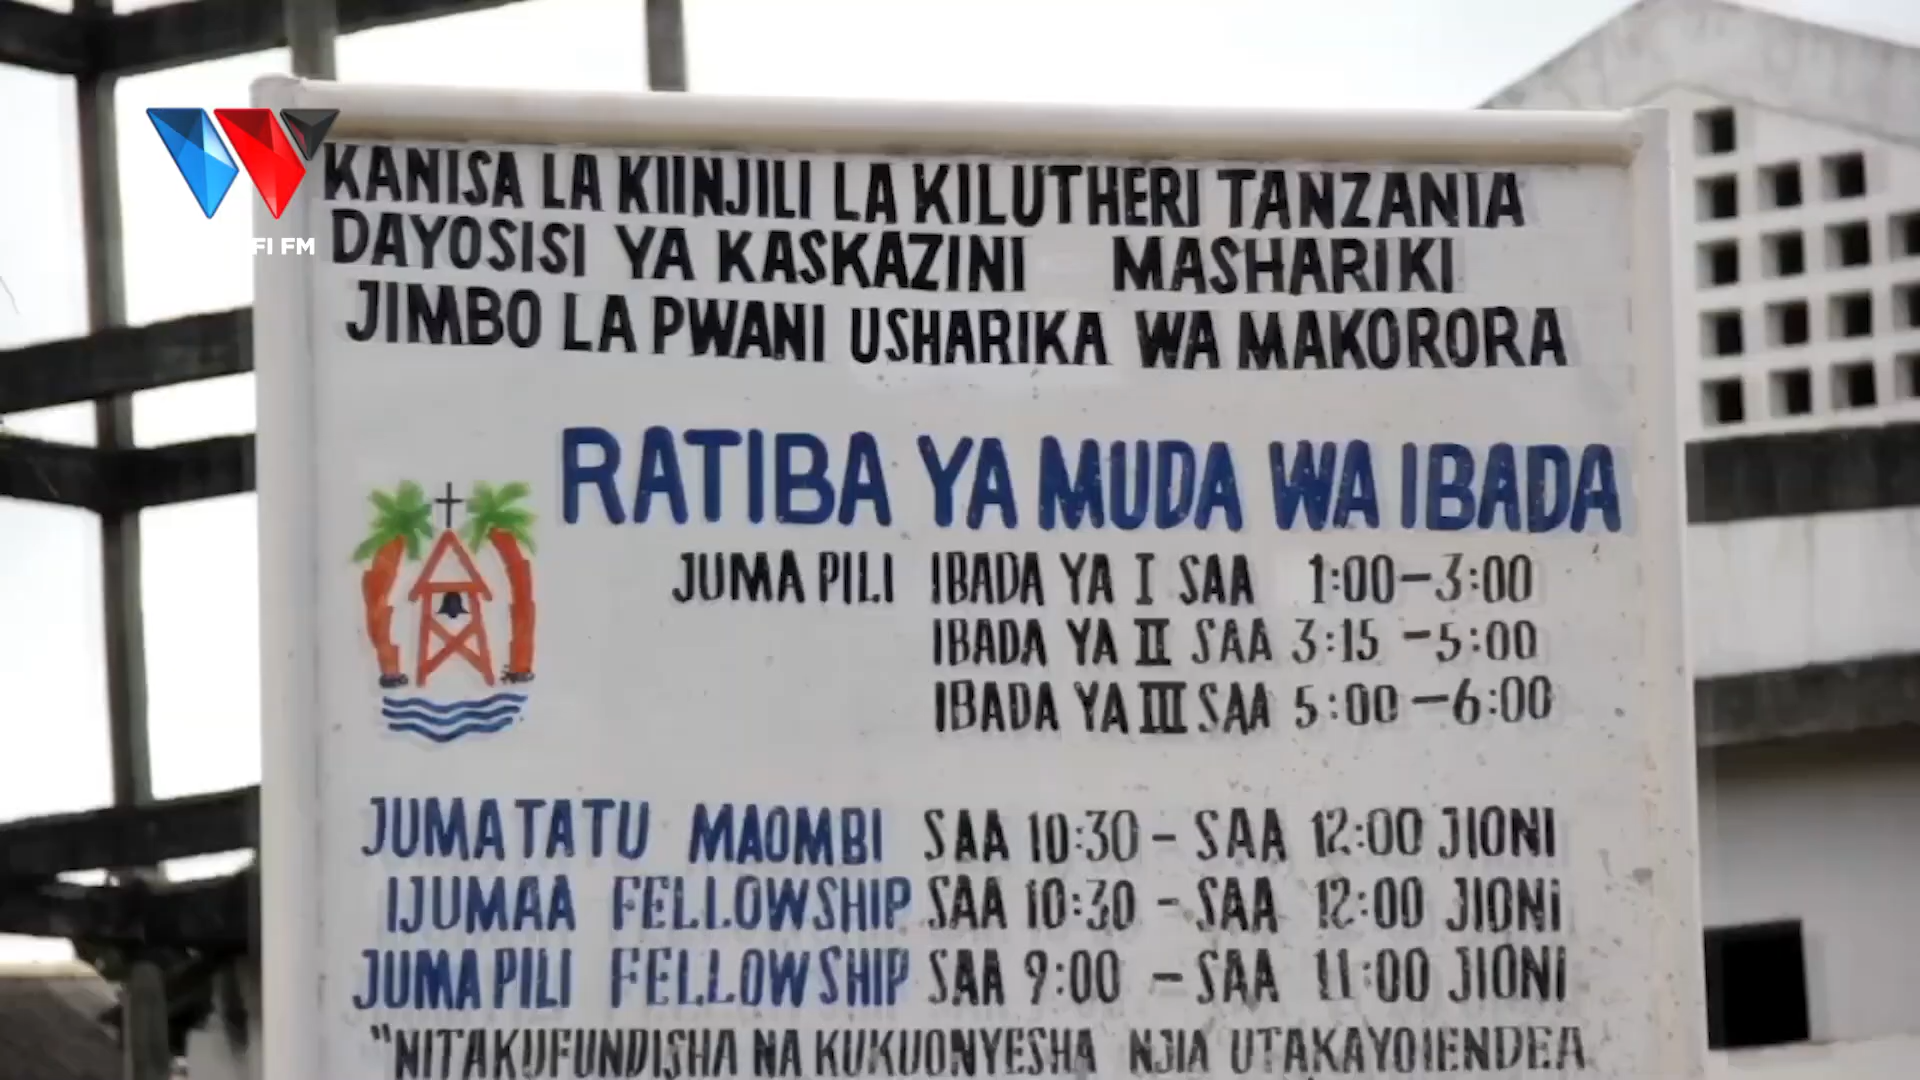 FI FM
KANISA LA KIINJILI LA KILUTHERI TANZANIA
DAYOSISI YA KASKAZINI MASHARIKI
JIMBO LA PWANI USHARIKA WA MAKORORA
RATIBA YA MUDA WA IBADA
JUMA PILI IBADA YA I SAA 1:00-3:00
IBADA YA II SAA 3:15 -5:00
IBADA YA III SAA 5:00 -6:00
JUMATATU MAOMBI SAA 10:30 - SAA 12:00 JIONI
IJUMAA FELLOWSHIP SAA 10:30 - SAA 12:00 JIONI
JUMA PILI FELLOWSHIP SAA 9:00 - SAA 11:00 JIONI
"NITAKUFUNDISHA NA KUKUONYESHA NJIA UTAKAYOIENDEA